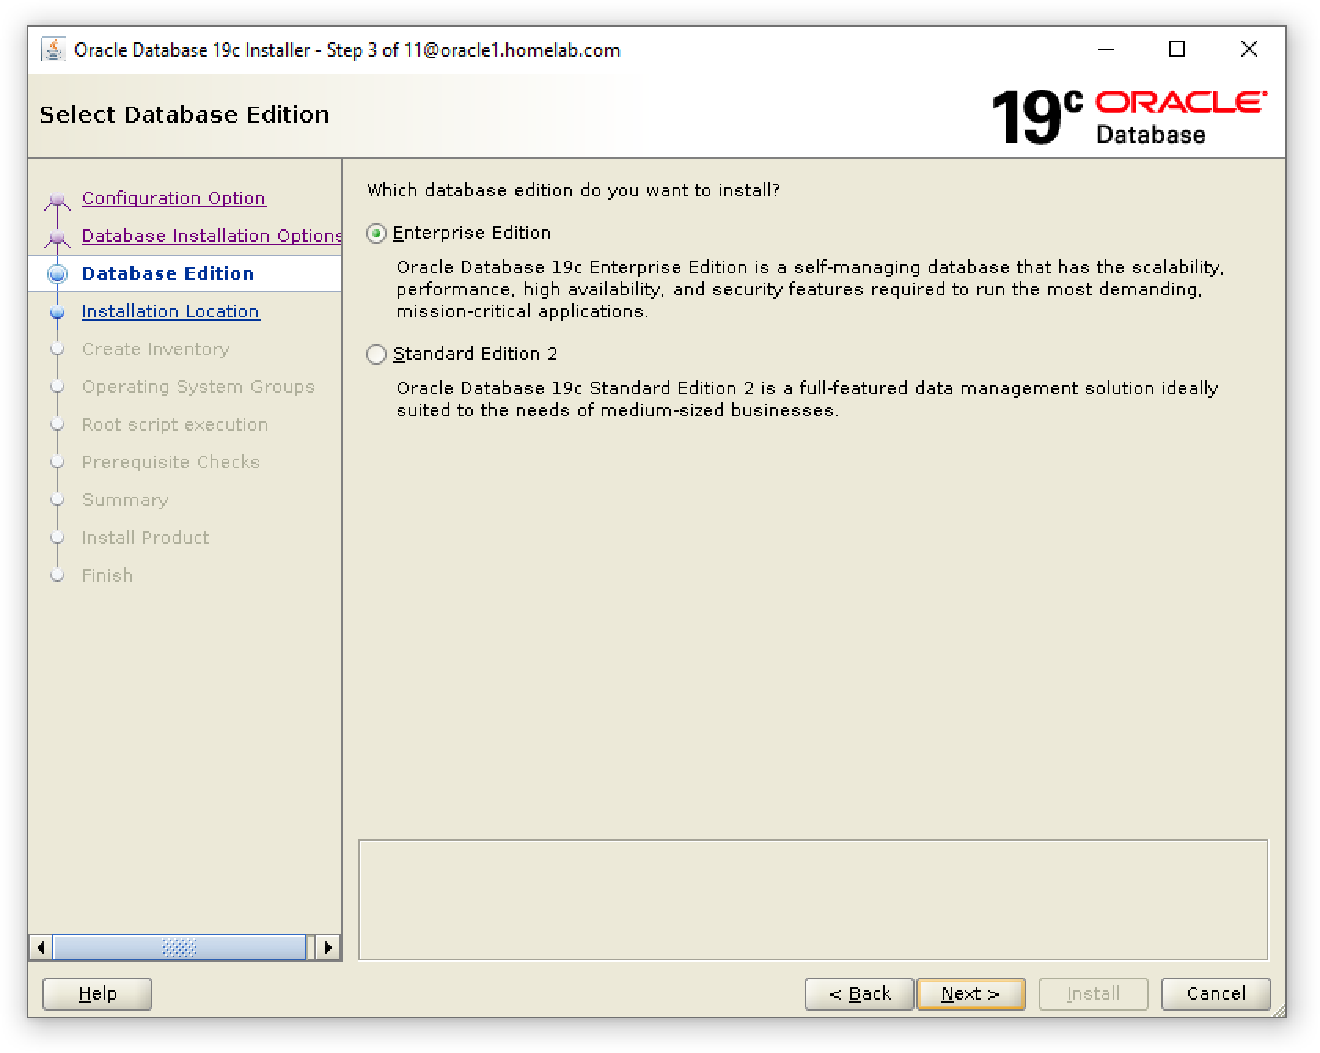 Oracle Database 19c Installer - Step 3 of 11@oracle1.homelab.com
Select Database Edition
19c ORACLE
Database
Configuration Option
Database Installation Options
Database Edition
Installation Location
Create Inventory
Operating System Groups
Root script execution
Prerequisite Checks
Summary
Install Product
Finish
Which database edition do you want to install?
Enterprise Edition
Oracle Database 19c Enterprise Edition is a self-managing database that has the scalability,
performance, high availability, and security features required to run the most demanding,
mission-critical applications.
Standard Edition 2
Oracle Database 19c Standard Edition 2 is a full-featured data management solution ideally
suited to the needs of medium-sized businesses.
Help
< Back
Next >
Install
Cancel